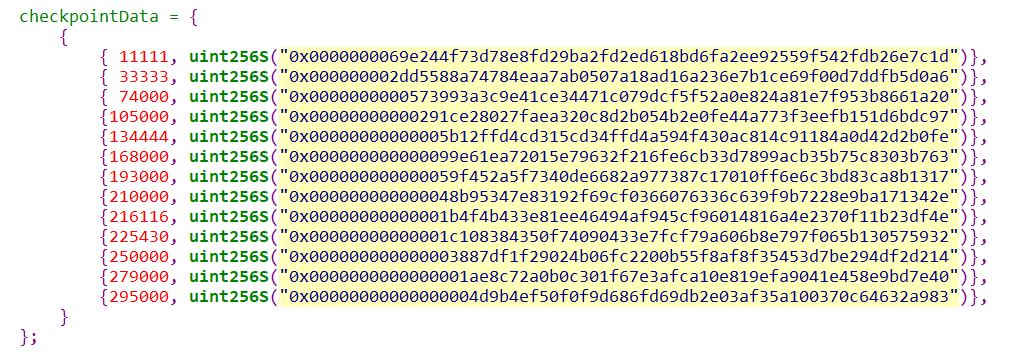 checkpointData = {
{
{ 11111, uint256S("0x0000000069e244f73d78e8fd29ba2fd2ed618bd6fa2ee92559f542fdb26e7c1d")},
{ 33333, uint256S("0x000000002dd5588a74784eaa7ab0507a18ad16a236e7b1ce69f00d7ddfb5d0a6")},
{ 74000, uint256S("0x0000000000573993a3c9e41ce34471c079dcf5f52a0e824a81e7f953b8661a20")},
{105000, uint256S("0x00000000000291ce28027faea320c8d2b054b2e0fe44a773f3eefb151d6bdc97")},
{134444, uint256S("0x00000000000005b12ffd4cd315cd34ffd4a594f430ac814c91184a0d42d2b0fe")},
{168000, uint256S("0x000000000000099e61ea72015e79632f216fe6cb33d7899acb35b75c8303b763")},
{193000, uint256S("0x000000000000059f452a5f7340de6682a977387c17010ff6e6c3bd83ca8b1317")},
{210000, uint256S("0x000000000000048b95347e83192f69cf0366076336c639f9b7228e9ba171342e")},
{216116, uint256S("0x00000000000001b4f4b433e81ee46494af945cf96014816a4e2370f11b23df4e")},
{225430, uint256S("0x00000000000001c108384350f74090433e7fcf79a606b8e797f065b130575932")},
{250000, uint256S("0x000000000000003887df1f29024b06fc2200b55f8af8f35453d7be294df2d214")},
{279000, uint256S("0x0000000000000001ae8c72a0b0c301f67e3afca10e819efa9041e458e9bd7e40")},
{295000, uint256S("0x00000000000000004d9b4ef50f0f9d686fd69db2e03af35a100370c64632a983")},
}
};